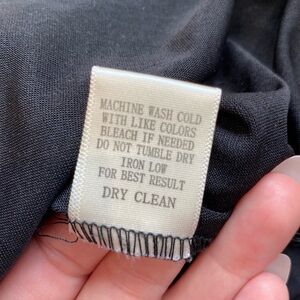 MACHINE WASH COLD
WITH LIKE COLORS
BLEACH IF NEEDED
DO NOT TUMBLE DRY
IRON LOW
FOR BEST RESULT
DRY CLEAN